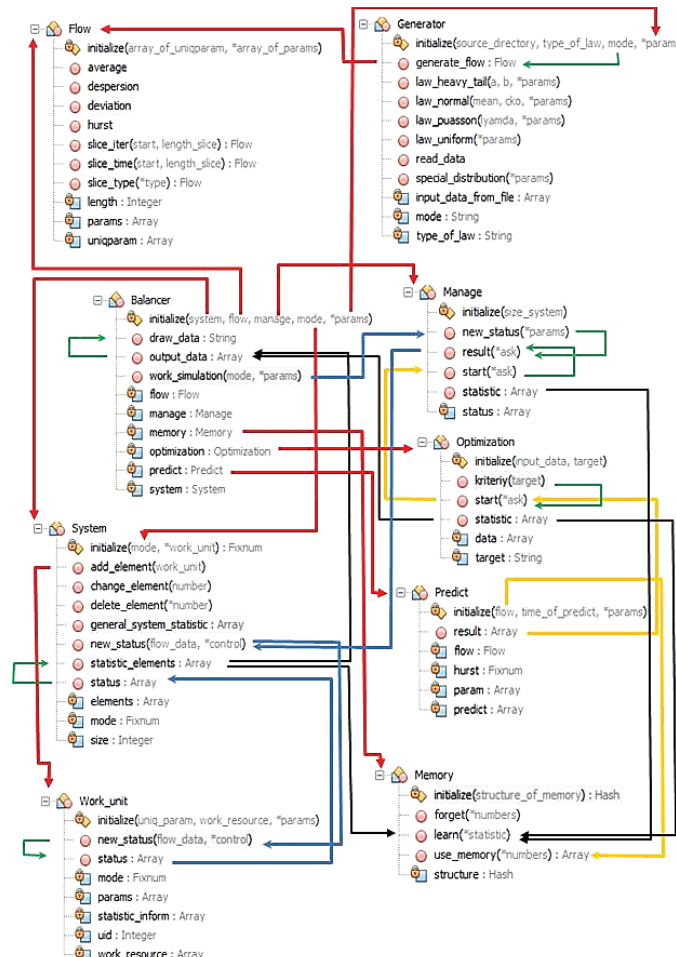 Flow
initialize(array_of_uniqparam, *array_of_params)
average
despersion
deviation
hurst
slice_iter(start, length_slice) : Flow
slice_time(start, length_slice) : Flow
slice_type(*type) : Flow
length : Integer
params : Array
uniqparam : Array
Generator
initialize(source_directory, type_of_law, mode, *param
generate_flow : Flow
law_heavy_tail(a, b, *params)
law_normal(mean, cko, *params)
law_puasson(lyamda, *params)
law_uniform(*params)
read_data
special_distribution(*params)
input_data_from_file : Array
mode : String
type_of_law : String
Balancer
initialize(system, flow, manage, mode, *params)
draw_data : String
output_data : Array
work_simulation(mode, *params)
flow : Flow
manage : Manage
memory : Memory
optimization : Optimization
predict : Predict
system : System
Manage
initialize(size_system)
new_status(*params)
result(*ask)
start(*ask)
statistic : Array
status : Array
Optimization
initialize(input_data, target)
kriteriy(target)
start(*ask)
statistic : Array
data : Array
target : String
System
initialize(mode, *work_unit) : Fixnum
add_element(work_unit)
change_element(number)
delete_element(*number)
general_system_statistic : Array
new_status(flow_data, *control)
statistic_elements : Array
status : Array
elements : Array
mode : Fixnum
size : Integer
Predict
initialize(flow, time_of_predict, *params)
result : Array
flow : Flow
hurst : Fixnum
param : Array
predict : Array
Work_unit
initialize(uniq_param, work_resource, *params)
new_status(flow_data, *control)
status : Array
mode : Fixnum
params : Array
statistic_inform : Array
uid : Integer
work_resource : Array
Memory
initialize(structure_of_memory) : Hash
forget(*numbers)
learn(*statistic)
use_memory(*numbers) : Array
structure : Hash